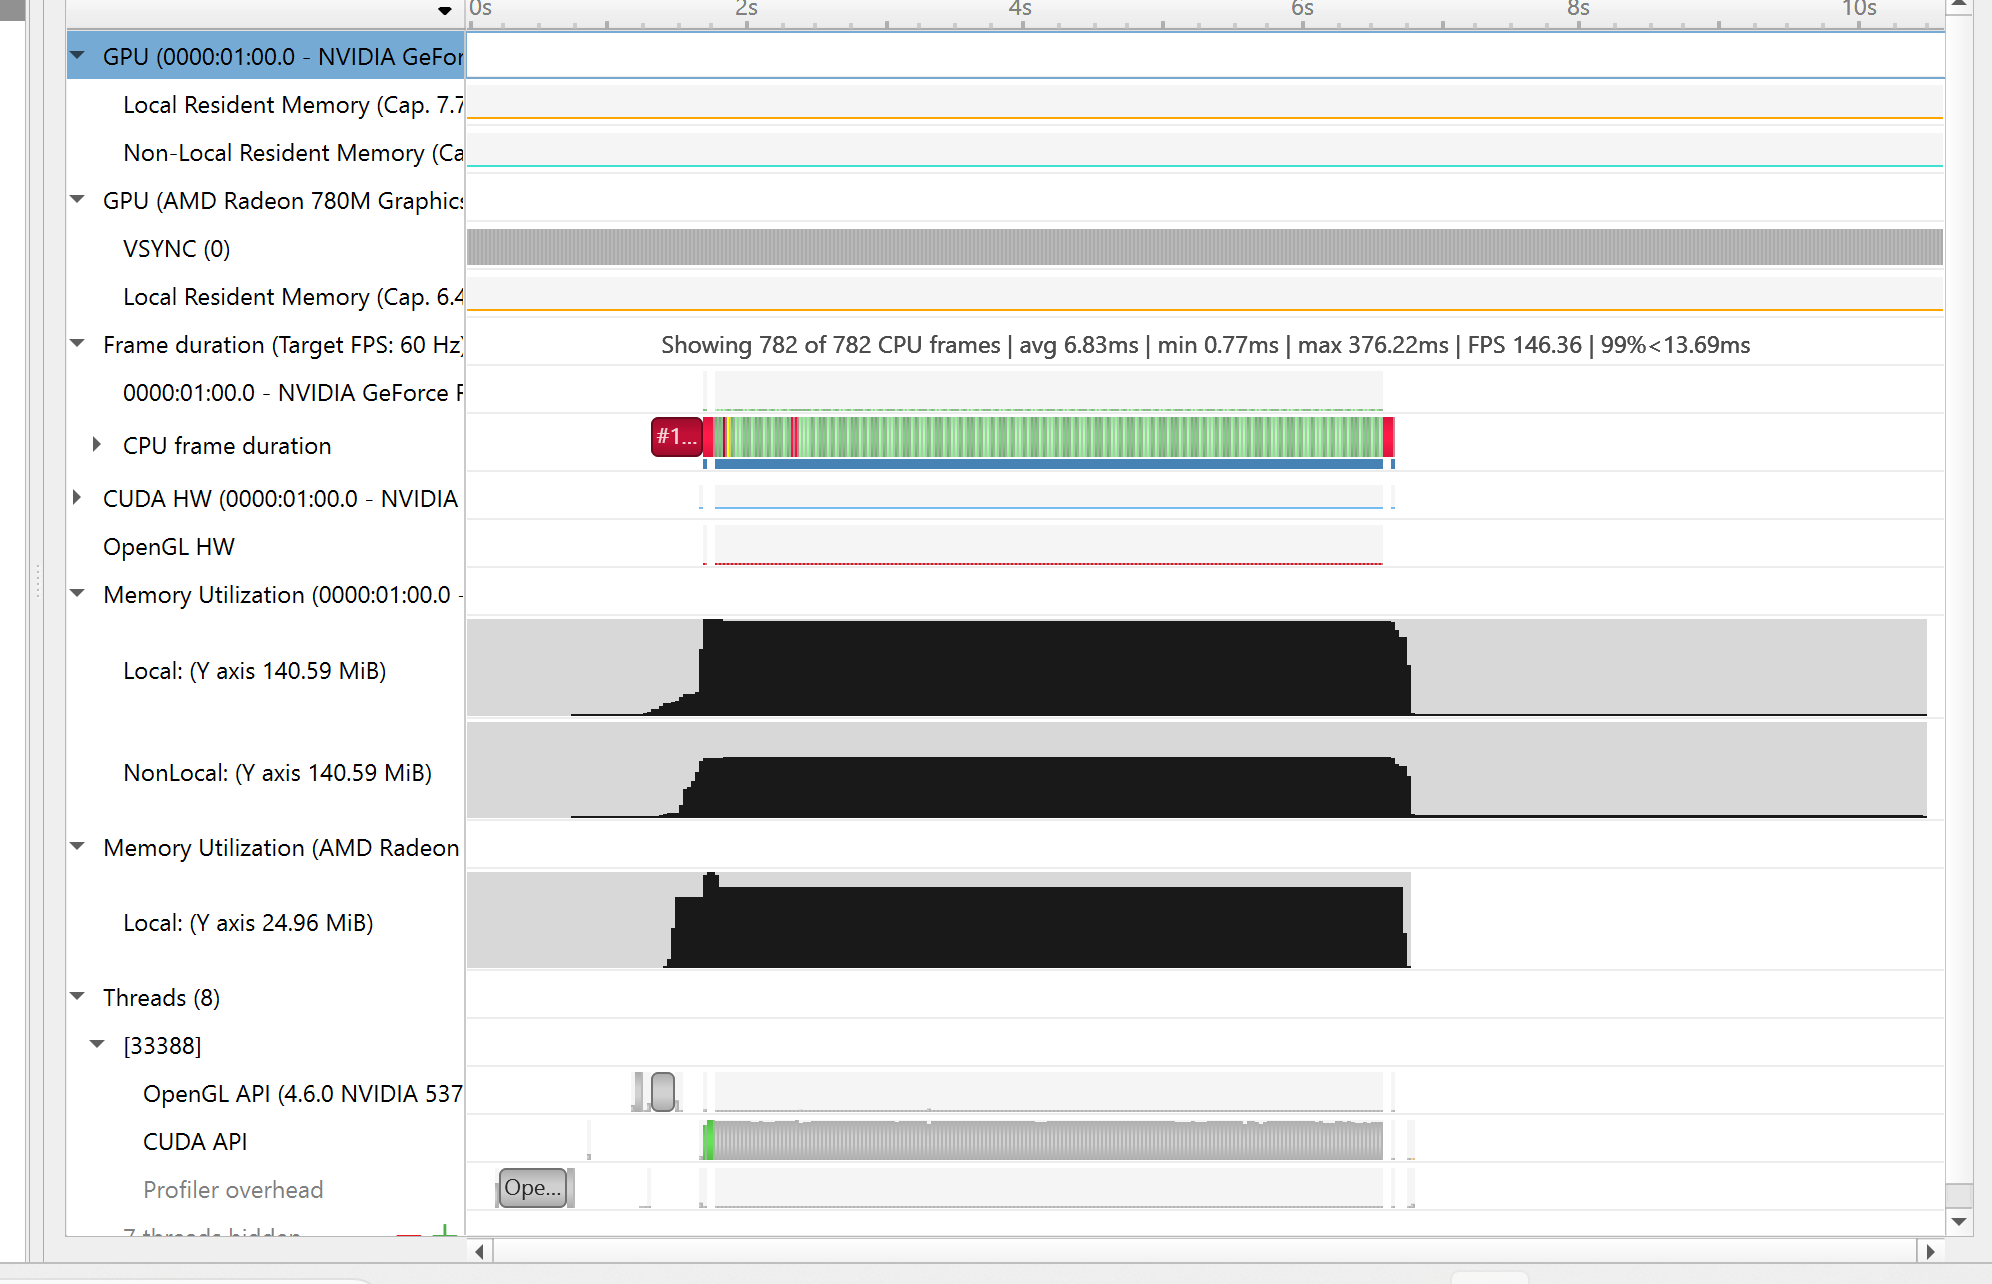 0s 2s 4s 6s 8s 10s
GPU (0000:01:00.0 - NVIDIA GeFor
Local Resident Memory (Cap. 7.7
Non-Local Resident Memory (Ca
GPU (AMD Radeon 780M Graphics
VSYNC (0)
Local Resident Memory (Cap. 6.4
Frame duration (Target FPS: 60 Hz)
Showing 782 of 782 CPU frames | avg 6.83ms | min 0.77ms | max 376.22ms | FPS 146.36 | 99%<13.69ms
0000:01:00.0 - NVIDIA GeForce R
CPU frame duration
#1...
CUDA HW (0000:01:00.0 - NVIDIA
OpenGL HW
Memory Utilization (0000:01:00.0 -
Local: (Y axis 140.59 MiB)
NonLocal: (Y axis 140.59 MiB)
Memory Utilization (AMD Radeon
Local: (Y axis 24.96 MiB)
Threads (8)
[33388]
OpenGL API (4.6.0 NVIDIA 537
CUDA API
Profiler overhead
Ope...
7 threads hidden